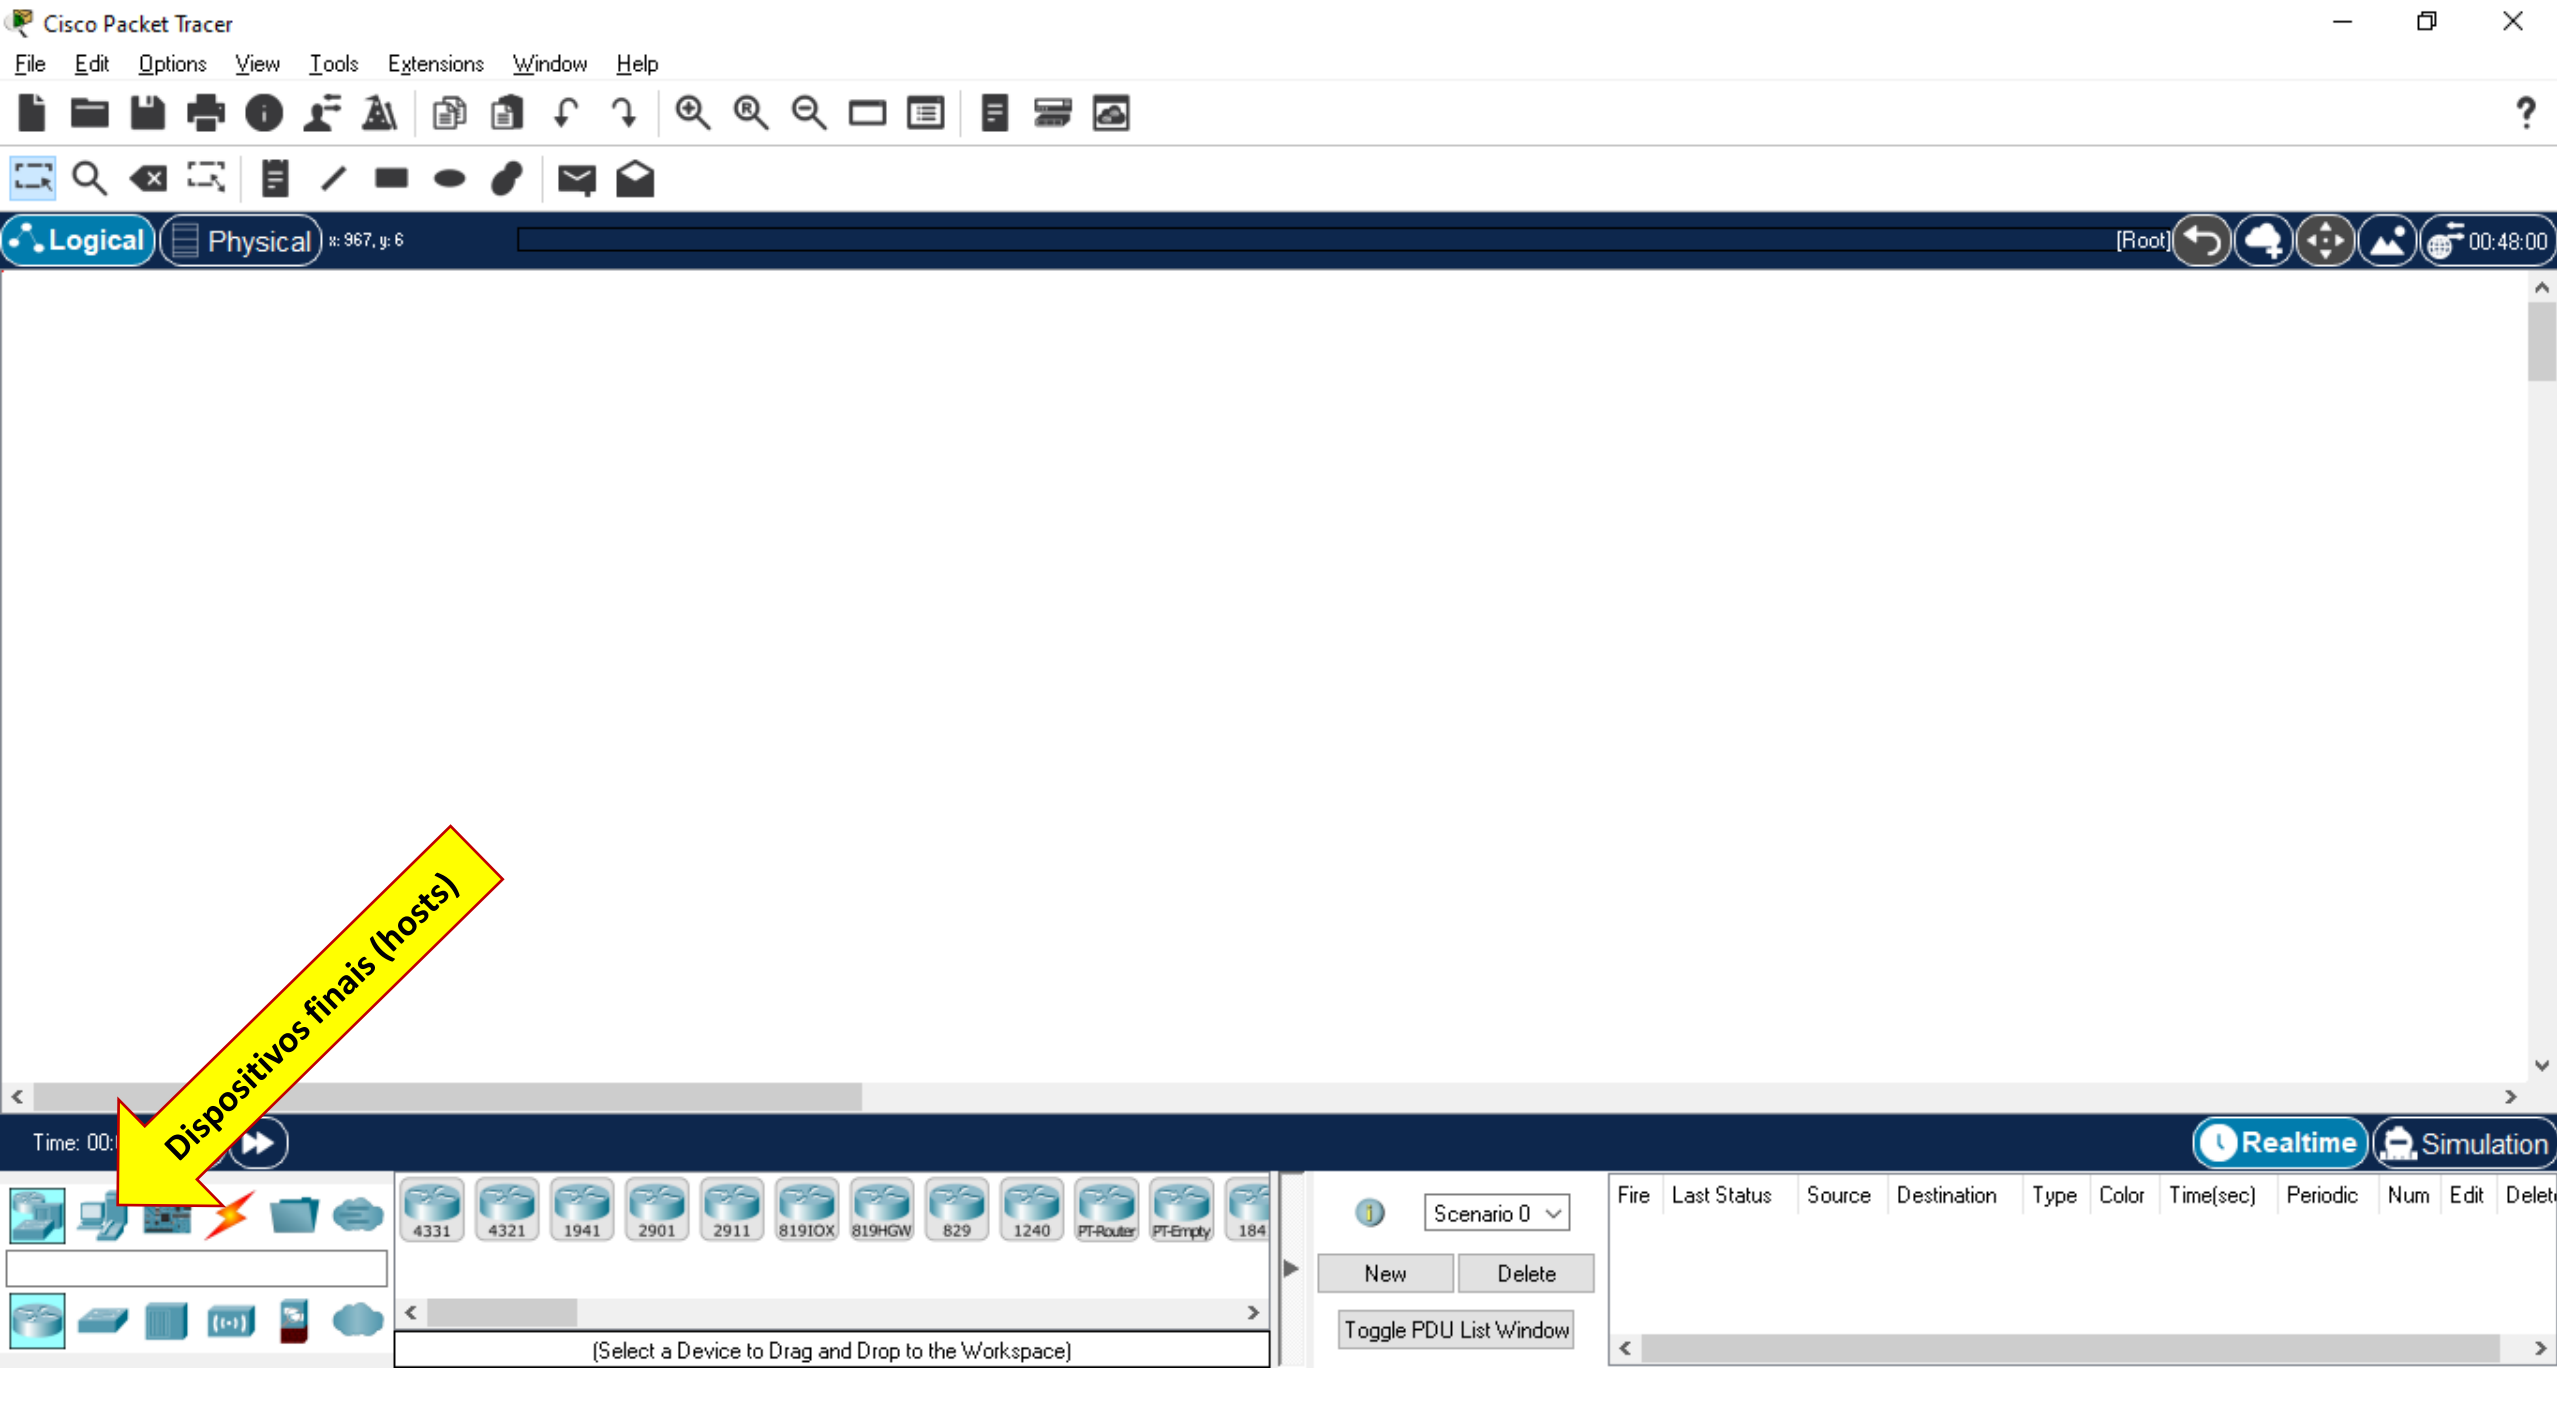 Cisco Packet Tracer
File Edit Options View Tools Extensions Window Help
Logical Physical x: 967, y: 6 [Root] 00:48:00
Dispositivos finais (hosts)
Time: 00:
Realtime Simulation
4331 4321 1941 2901 2911 819IOX 819HGW 829 1240 PT-Router PT-Empty 184
Scenario 0
Fire Last Status Source Destination Type Color Time(sec) Periodic Num Edit Delet
New Delete
Toggle PDU List Window
(Select a Device to Drag and Drop to the Workspace)